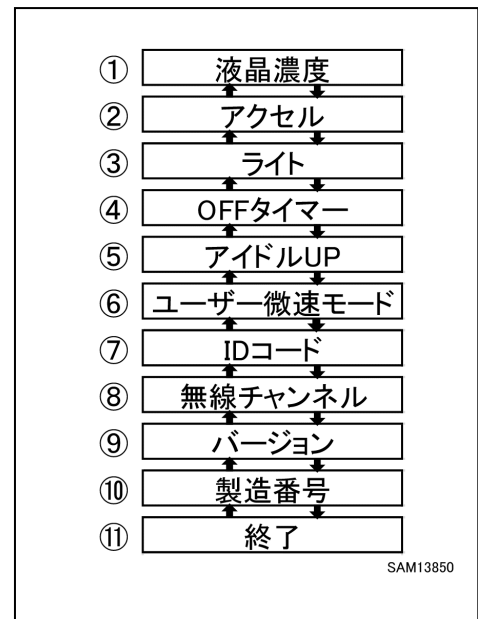 ① 液晶濃度
② アクセル
③ ライト
④ OFFタイマー
⑤ アイドルUP
⑥ ユーザー微速モード
⑦ IDコード
⑧ 無線チャンネル
⑨ バージョン
⑩ 製造番号
⑪ 終了
SAM13850